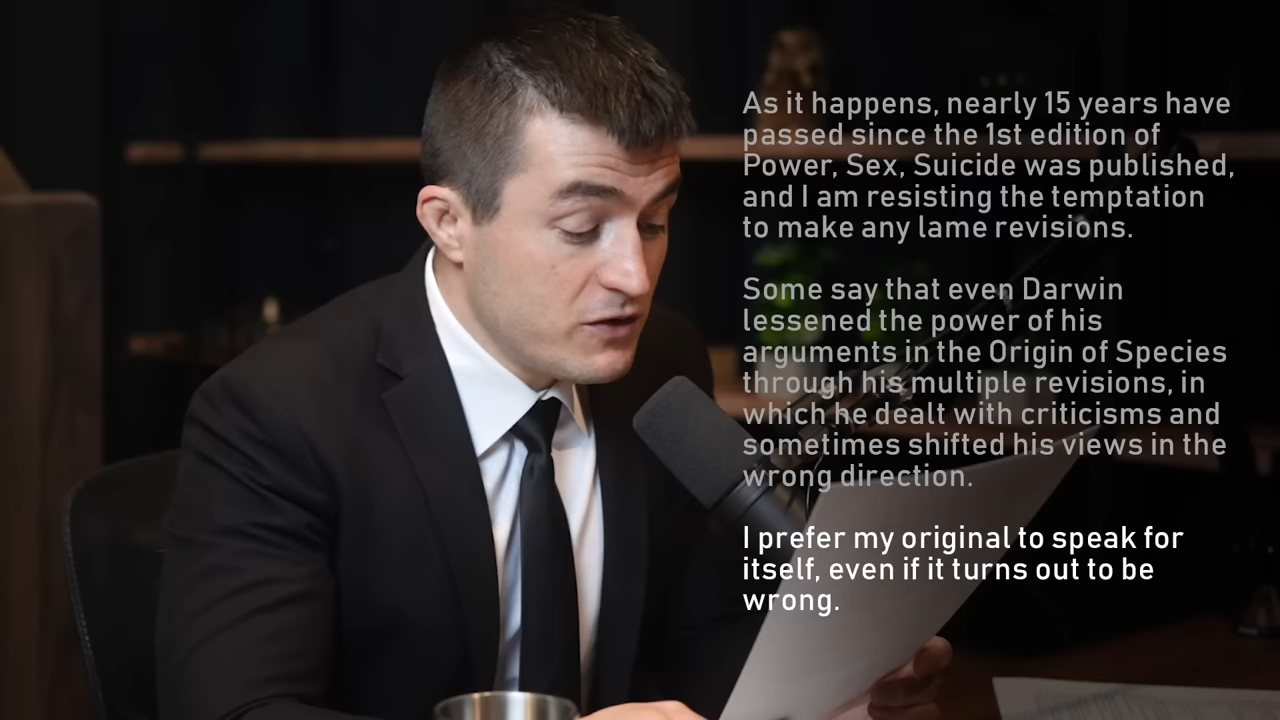 As it happens, nearly 15 years have
passed since the 1st edition of
Power, Sex, Suicide was published,
and I am resisting the temptation
to make any lame revisions.
Some say that even Darwin
lessened the power of his
arguments in the Origin of Species
through his multiple revisions, in
which he dealt with criticisms and
sometimes shifted his views in the
wrong direction.
I prefer my original to speak for
itself, even if it turns out to be
wrong.